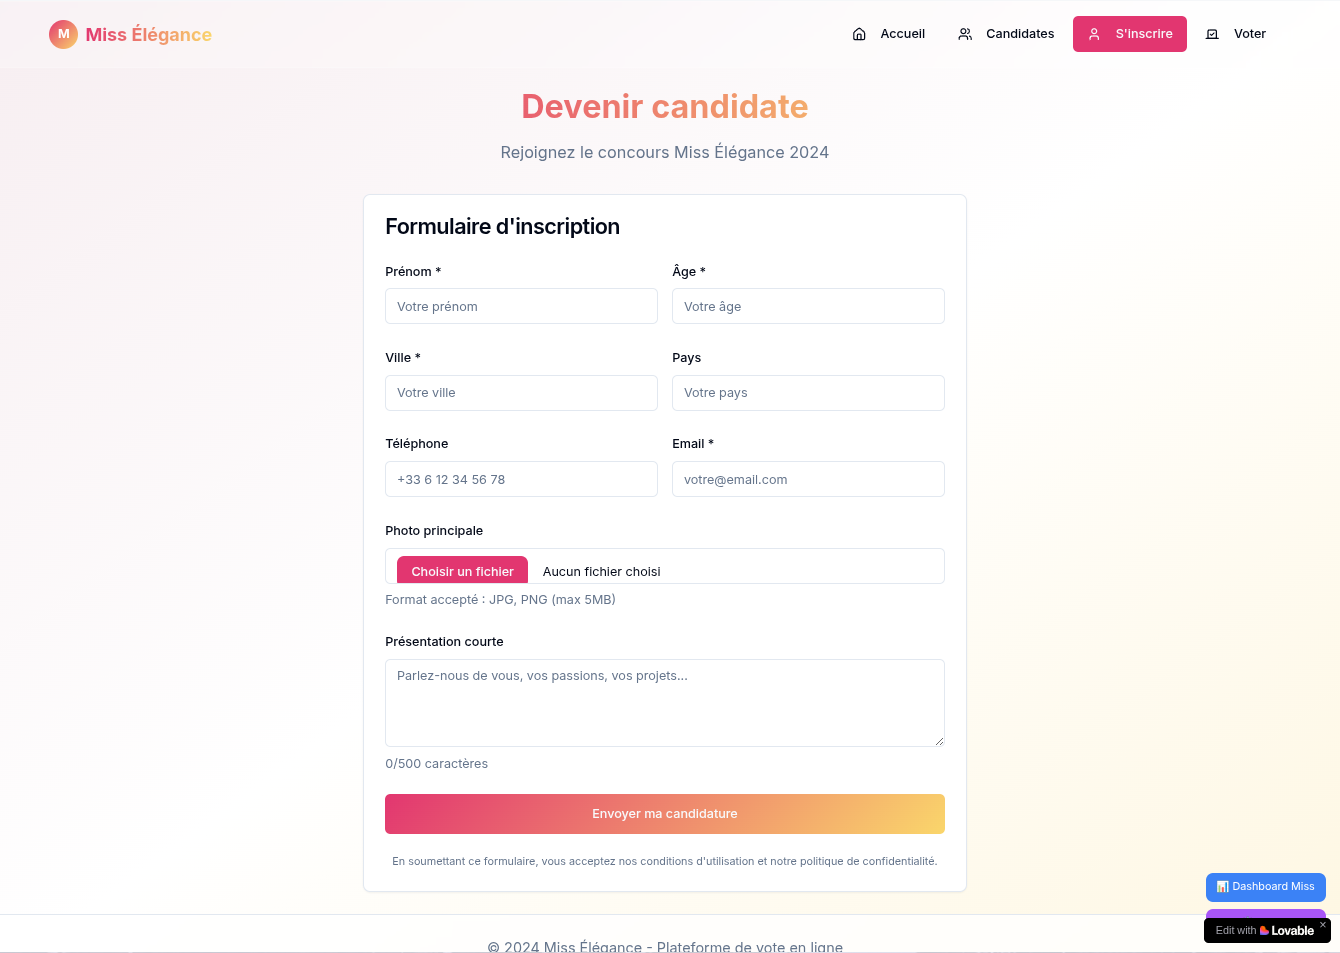 M Miss Élégance
Accueil
Candidates
S'inscrire
Voter
Devenir candidate
Rejoignez le concours Miss Élégance 2024
Formulaire d'inscription
Prénom *
Âge *
Votre prénom
Votre âge
Ville *
Pays
Votre ville
Votre pays
Téléphone
Email *
+33 6 12 34 56 78
votre@email.com
Photo principale
Choisir un fichier Aucun fichier choisi
Format accepté : JPG, PNG (max 5MB)
Présentation courte
Parlez-nous de vous, vos passions, vos projets...
0/500 caractères
Envoyer ma candidature
En soumettant ce formulaire, vous acceptez nos conditions d'utilisation et notre politique de confidentialité.
📊 Dashboard Miss
Edit with Lovable ×
© 2024 Miss Élégance - Plateforme de vote en ligne